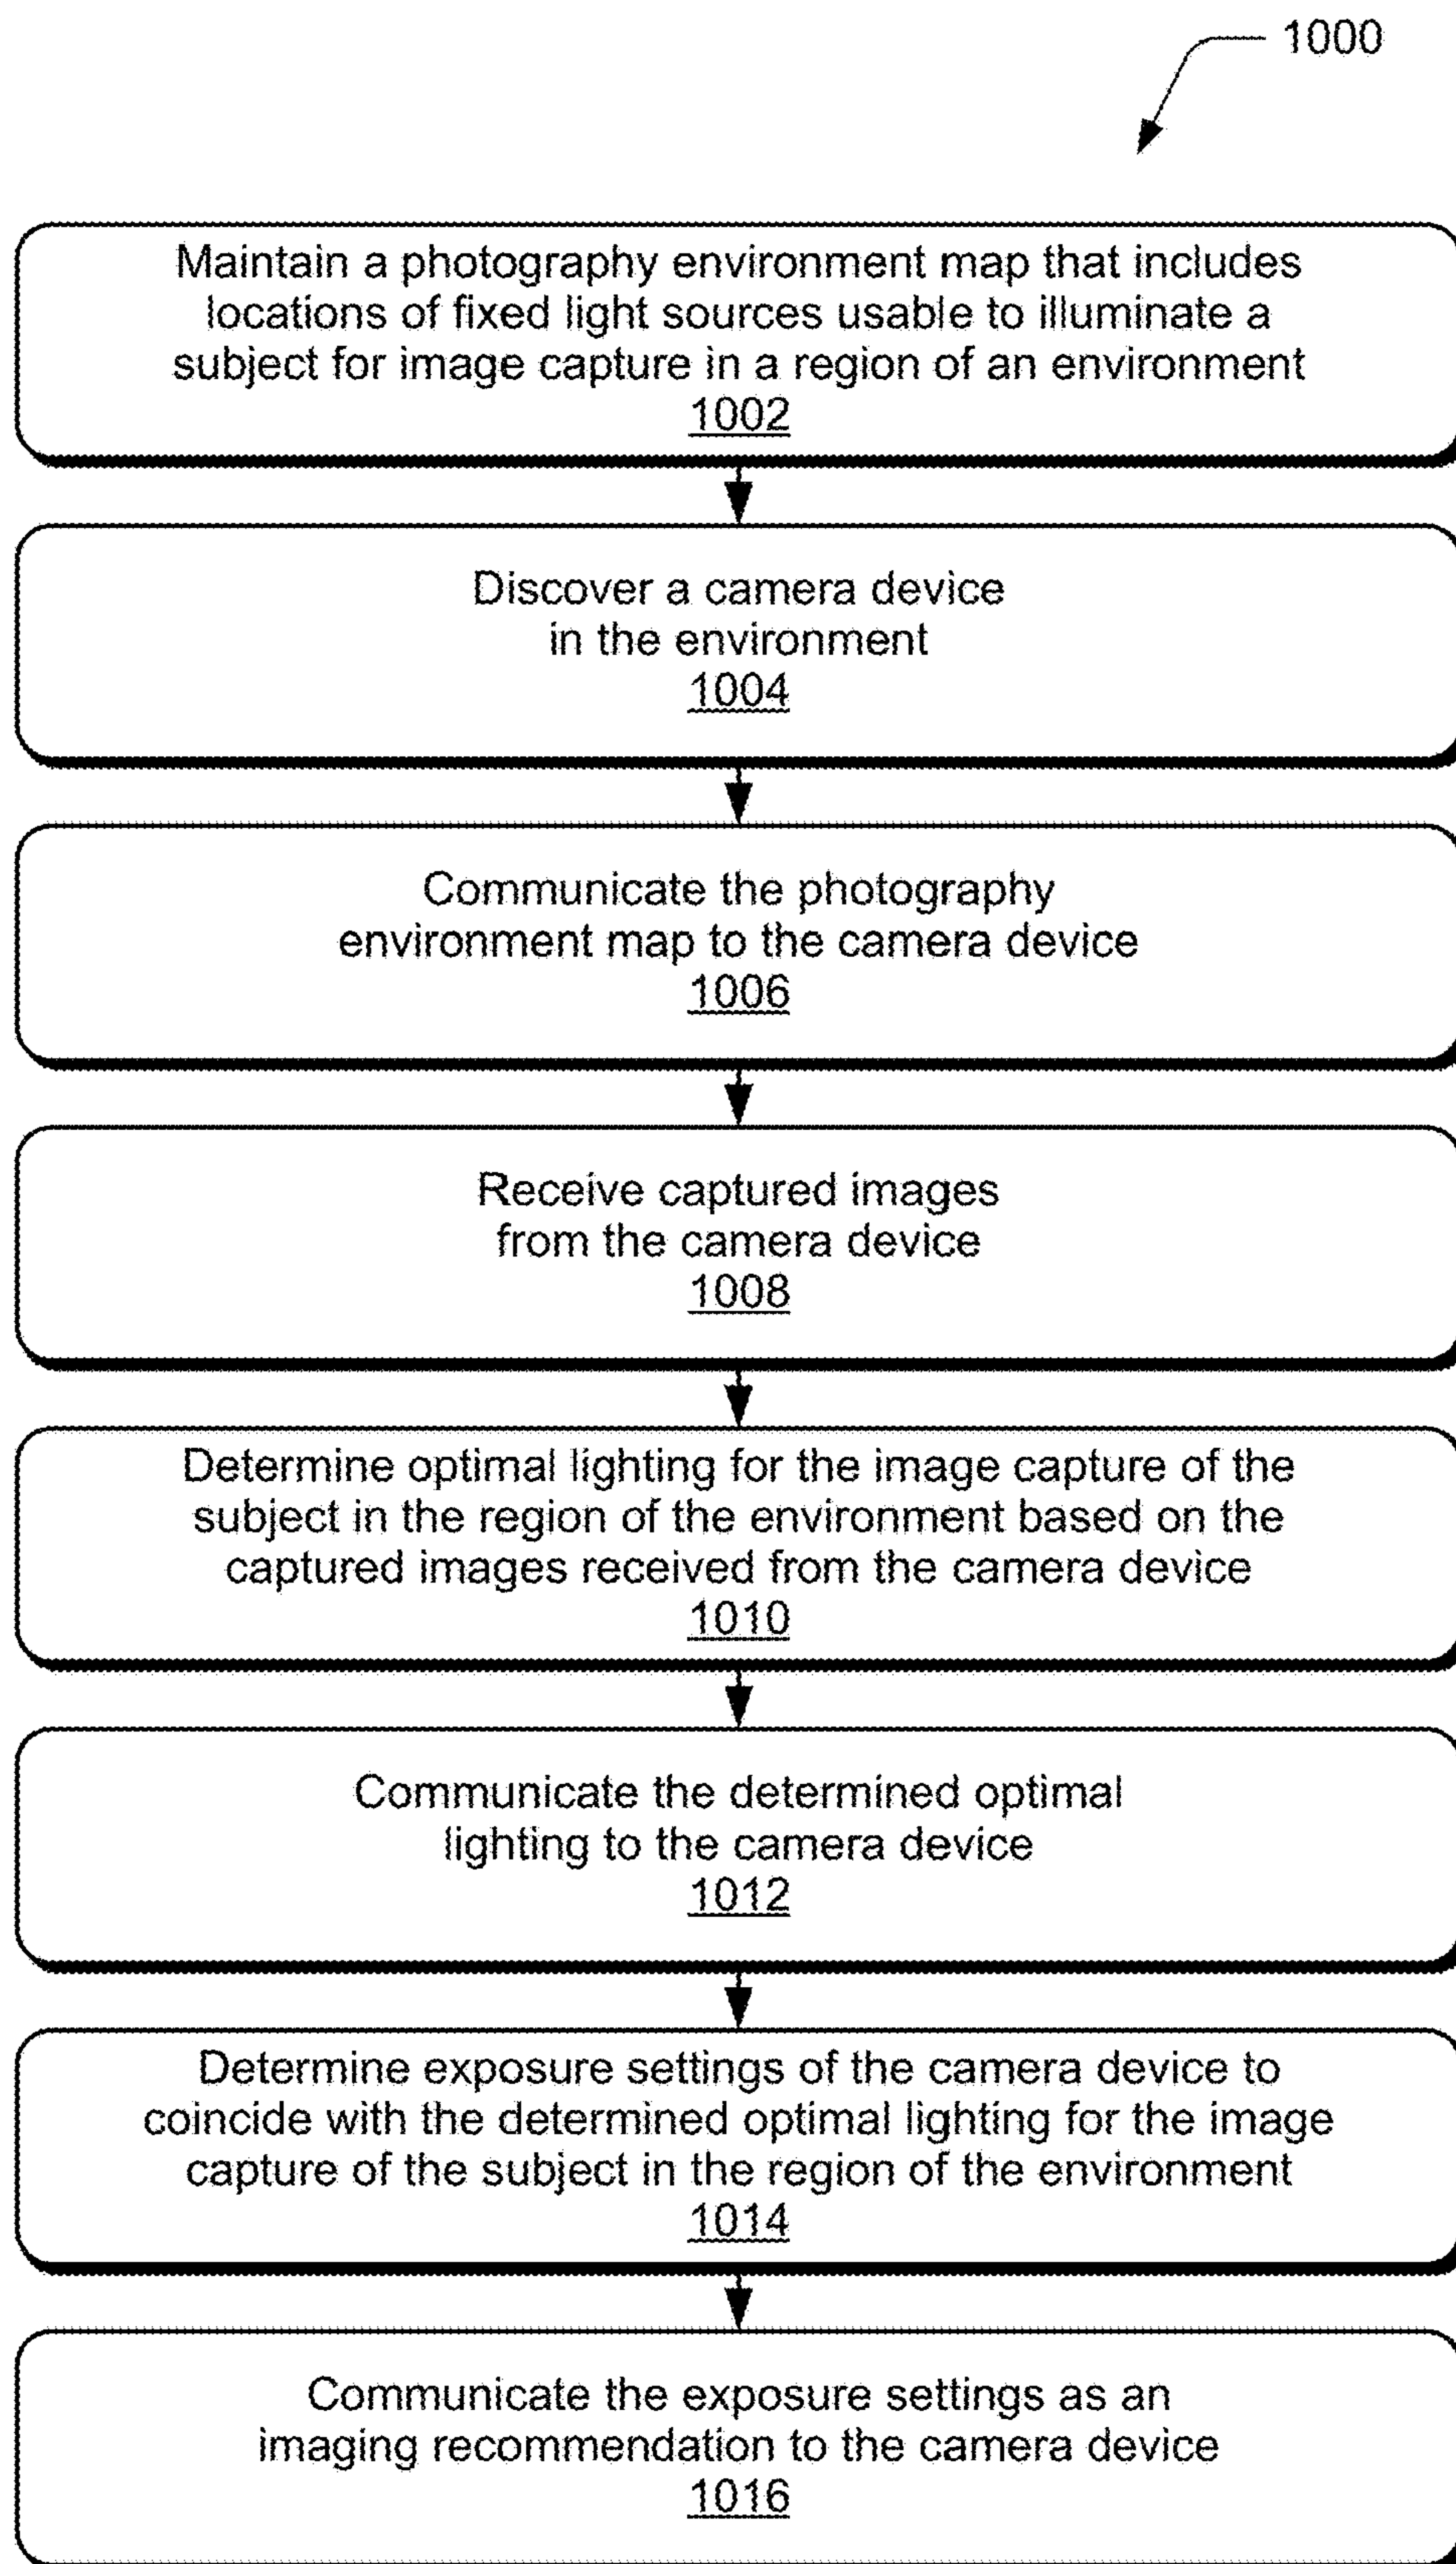 1000
Maintain a photography environment map that includes
locations of fixed light sources usable to illuminate a
subject for image capture in a region of an environment
1002
Discover a camera device
in the environment
1004
Communicate the photography
environment map to the camera device
1006
Receive captured images
from the camera device
1008
Determine optimal lighting for the image capture of the
subject in the region of the environment based on the
captured images received from the camera device
1010
Communicate the determined optimal
lighting to the camera device
1012
Determine exposure settings of the camera device to
coincide with the determined optimal lighting for the image
capture of the subject in the region of the environment
1014
Communicate the exposure settings as an
imaging recommendation to the camera device
1016